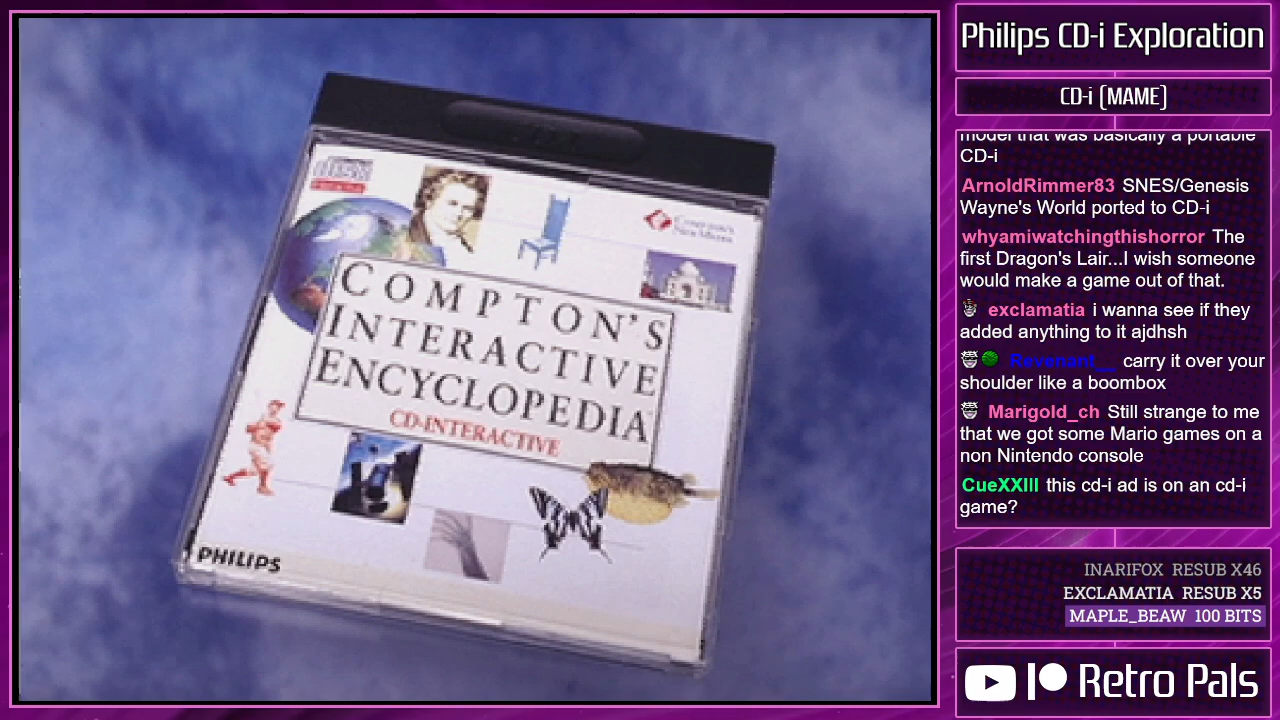 COMPTON'S
INTERACTIVE
ENCYCLOPEDIA
CD-INTERACTIVE
PHILIPS
Philips CD-i Exploration
CD-i (MAME)
model that was basically a portable
CD-i
ArnoldRimmer83 SNES/Genesis
Wayne's World ported to CD-i
whyamiwatchingthishorror The
first Dragon's Lair...I wish someone
would make a game out of that.
exclamatia i wanna see if they
added anything to it ajdhsh
Revenant__ carry it over your
shoulder like a boombox
Marigold_ch Still strange to me
that we got some Mario games on a
non Nintendo console
CueXXIII this cd-i ad is on an cd-i
game?
INARIFOX RESUB X46
EXCLAMATIA RESUB X5
MAPLE_BEAW 100 BITS
Retro Pals